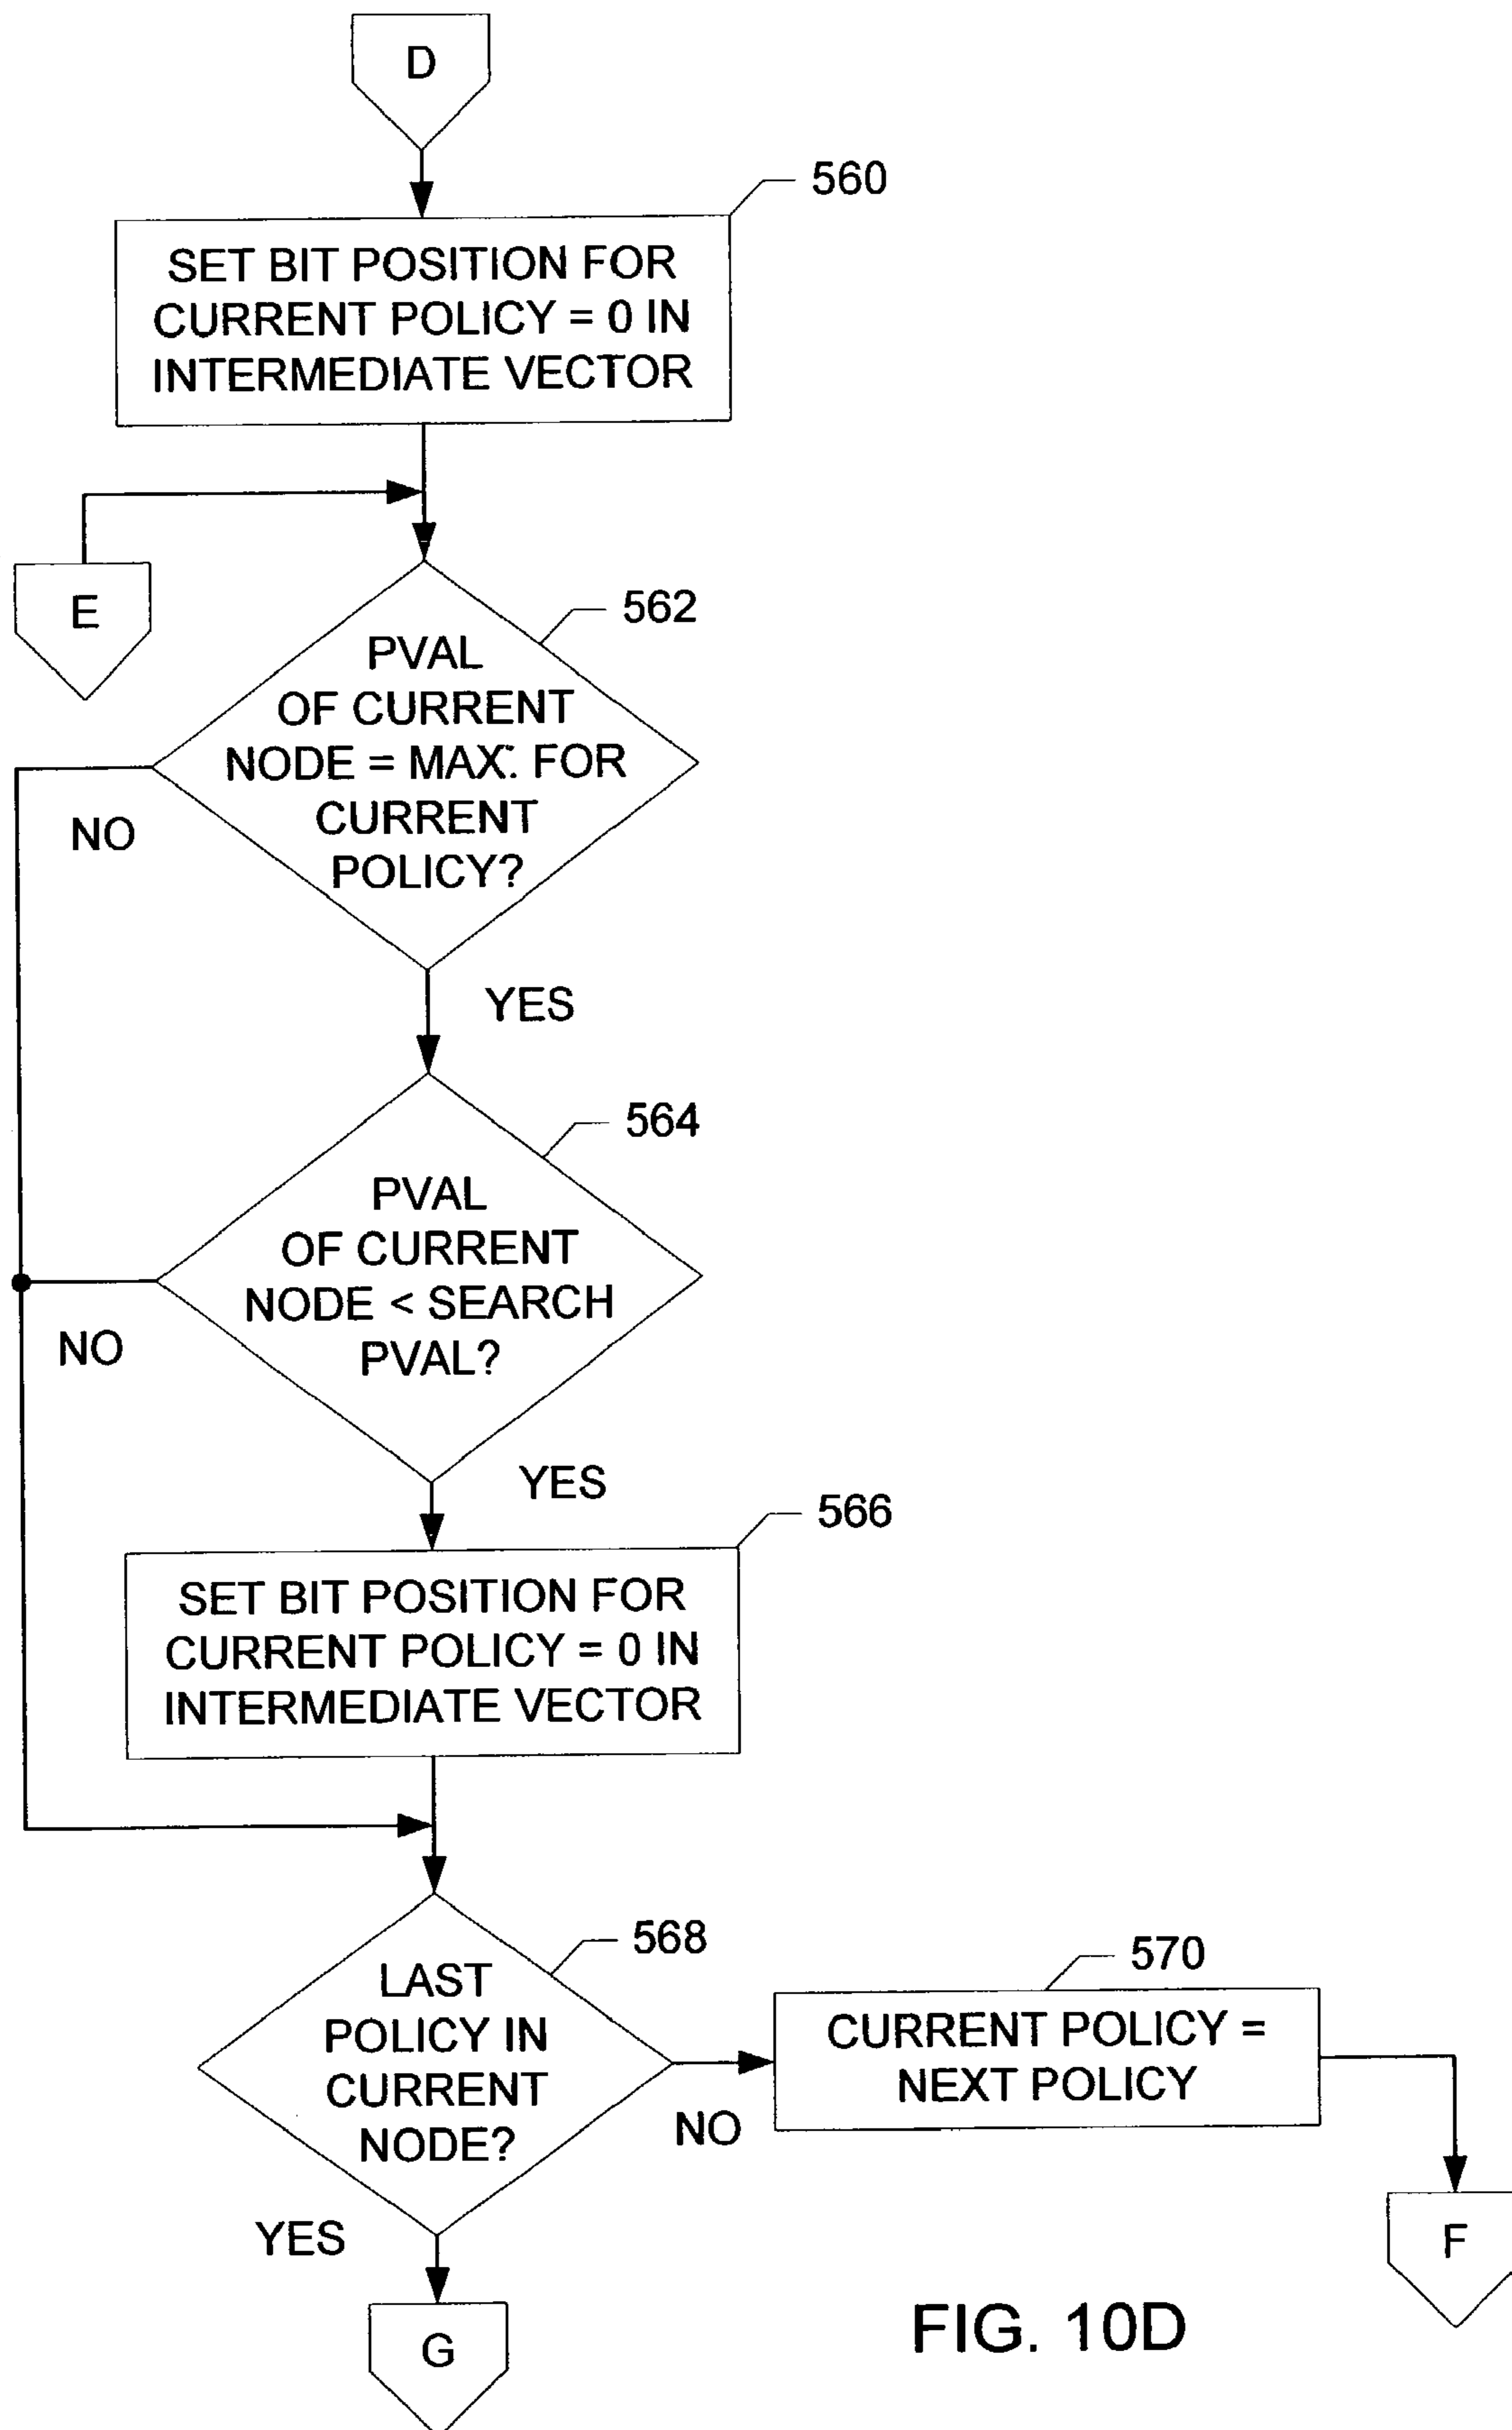 D
560
SET BIT POSITION FOR
CURRENT POLICY = 0 IN
INTERMEDIATE VECTOR
E
562
PVAL
OF CURRENT
NODE = MAX. FOR
CURRENT
POLICY?
NO
YES
564
PVAL
OF CURRENT
NODE < SEARCH
PVAL?
NO
YES
566
SET BIT POSITION FOR
CURRENT POLICY = 0 IN
INTERMEDIATE VECTOR
568
LAST
POLICY IN
CURRENT
NODE?
NO
570
CURRENT POLICY =
NEXT POLICY
YES
F
G
FIG. 10D